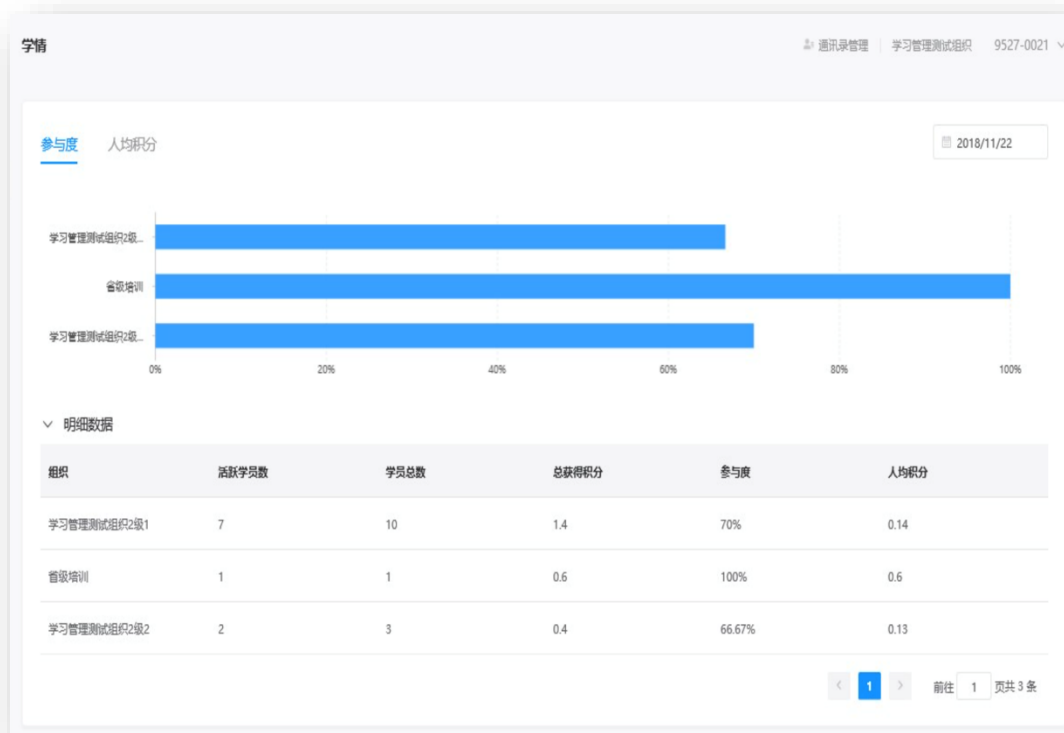 学情
通讯录管理 学习管理测试组织 9527-0021
参与度 人均积分 2018/11/22
学习管理测试组织2级...
省级培训
学习管理测试组织2级...
0% 20% 40% 60% 80% 100%
明细数据
组织 活跃学员数 学员总数 总获得积分 参与度 人均积分
学习管理测试组织2级1 7 10 1.4 70% 0.14
省级培训 1 1 0.6 100% 0.6
学习管理测试组织2级2 2 3 0.4 66.67% 0.13
1 前往 1 页共 3 条